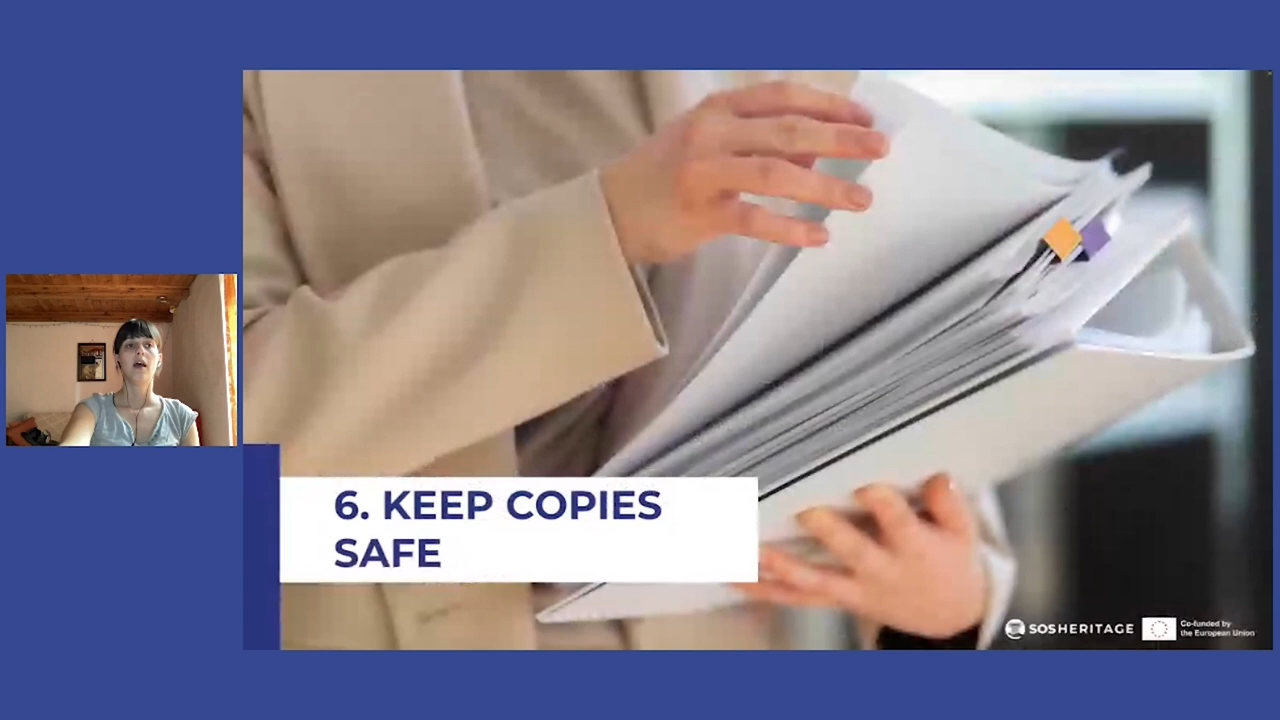 6. KEEP COPIES
SAFE
SOSHERITAGE
Co-funded by
the European Union